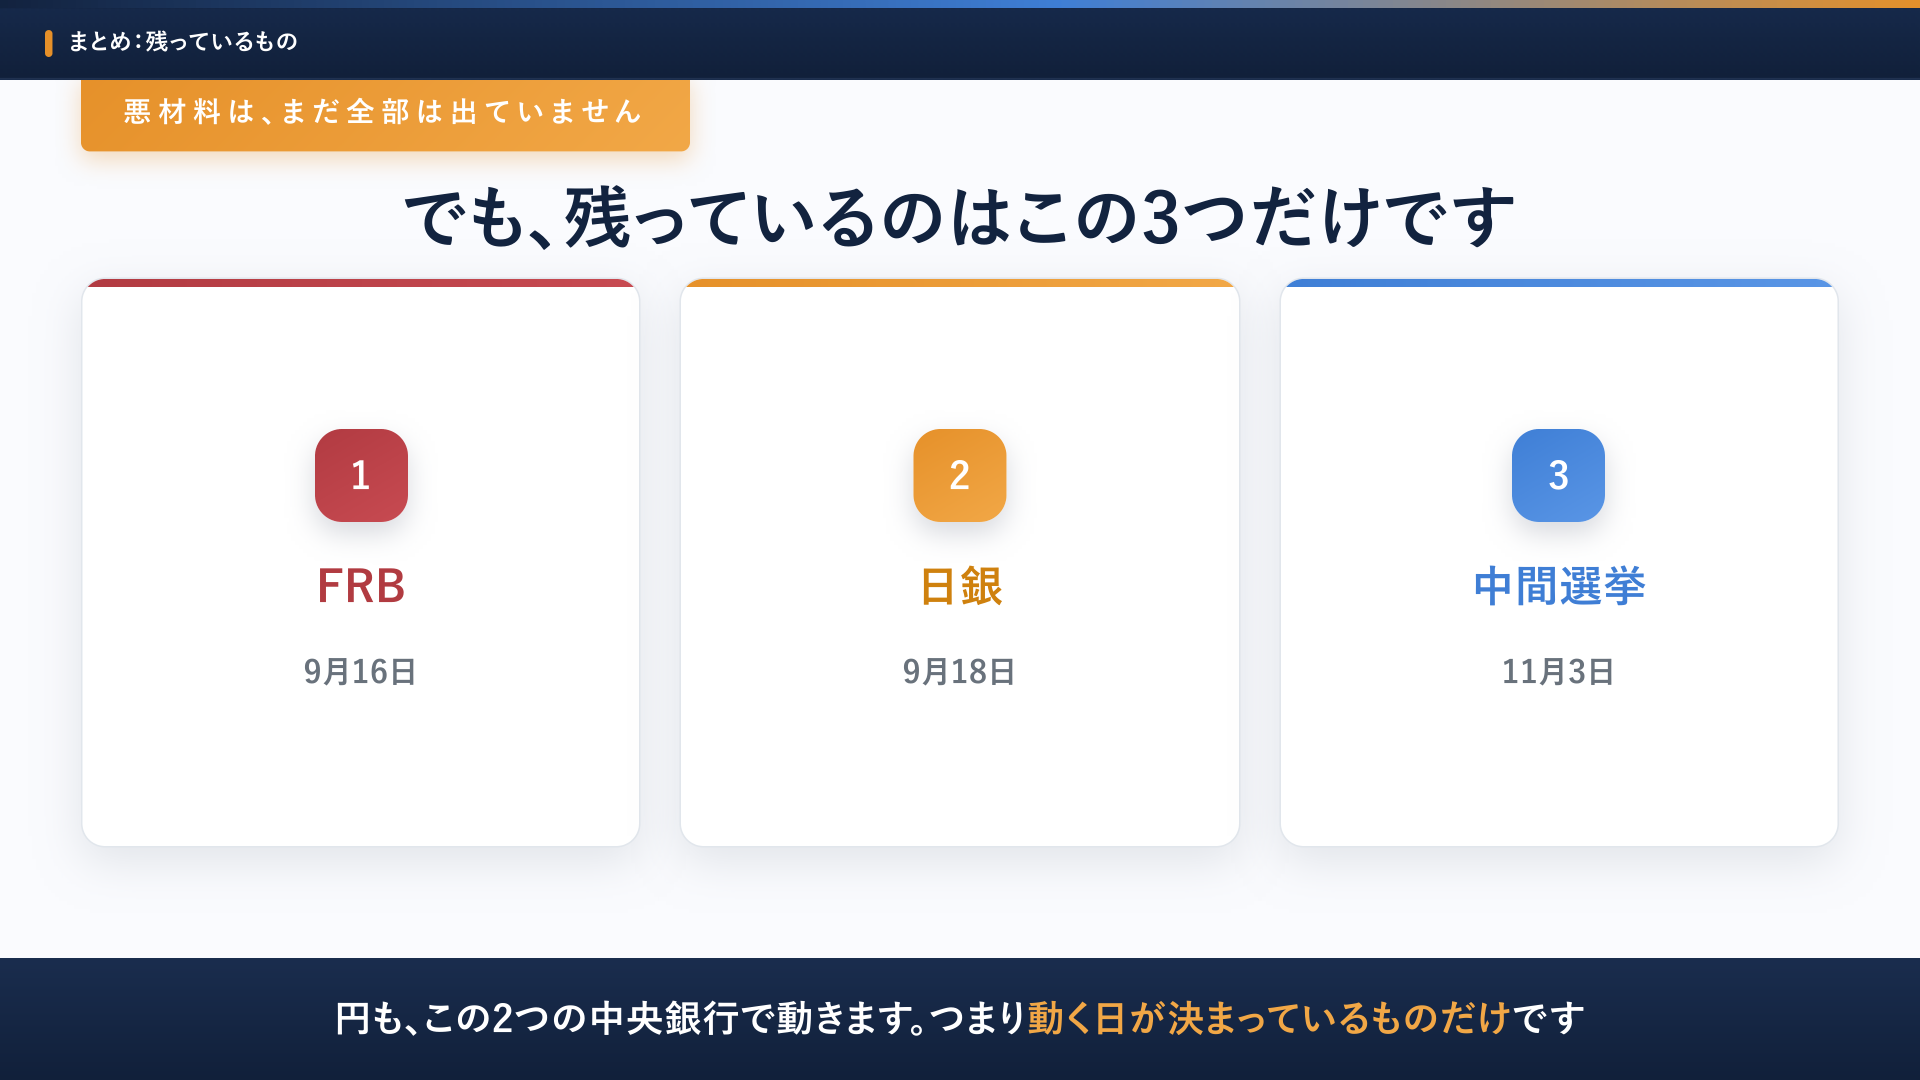 まとめ：残っているもの
悪材料は、まだ全部は出ていません
でも、残っているのはこの3つだけです
1
FRB
9月16日
2
日銀
9月18日
3
中間選挙
11月3日
円も、この2つの中央銀行で動きます。つまり動く日が決まっているものだけです